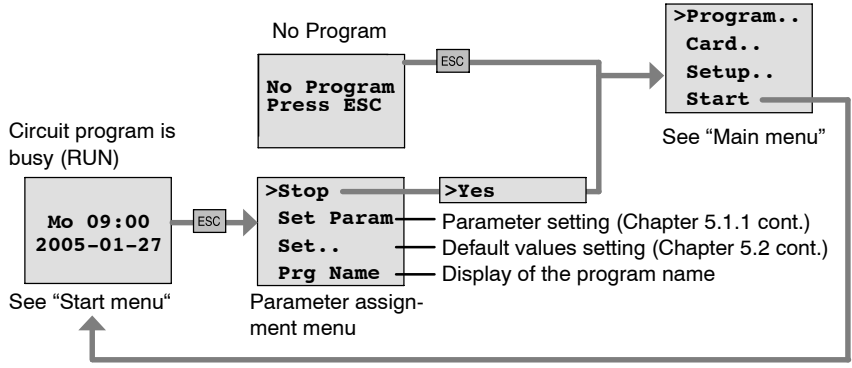 No Program
ESC
No Program
Press ESC
>Program..
Card..
Setup..
Start
See “Main menu”
Circuit program is
busy (RUN)
Mo 09:00
2005-01-27
ESC
See “Start menu“
>Stop
Set Param
Set..
Prg Name
>Yes
Parameter setting (Chapter 5.1.1 cont.)
Default values setting (Chapter 5.2 cont.)
Display of the program name
Parameter assign-
ment menu